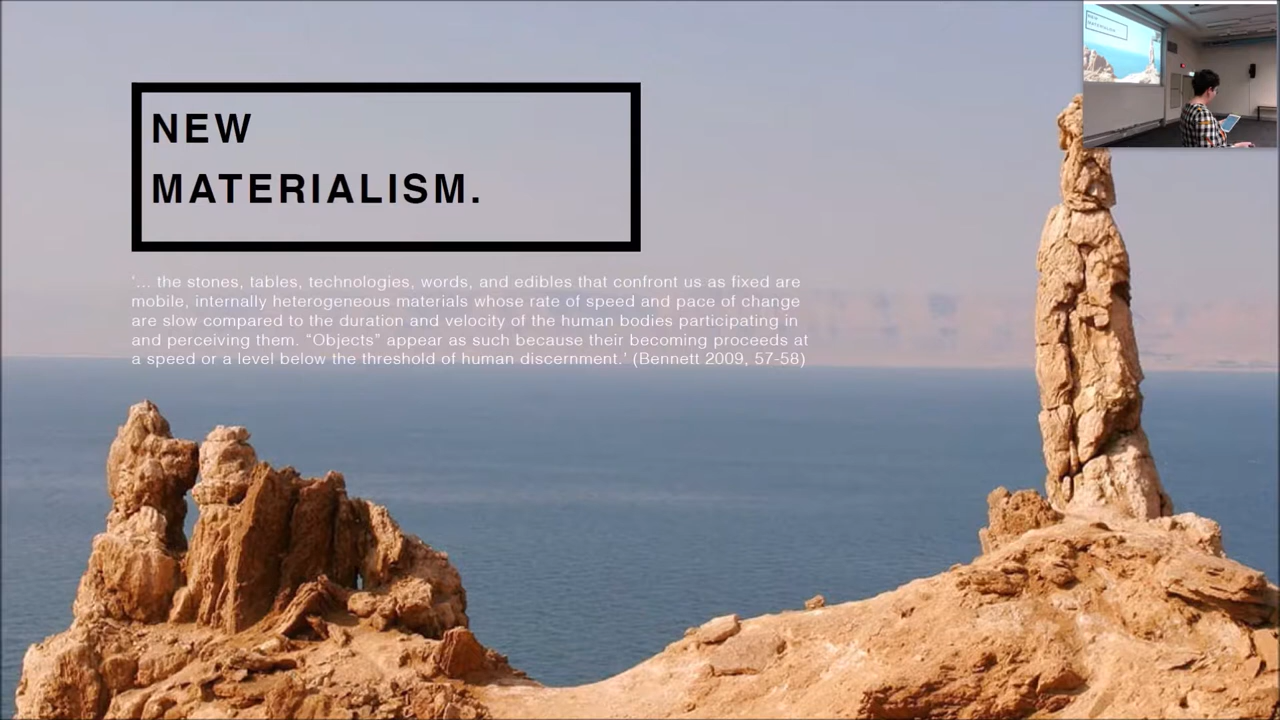 NEW
MATERIALISM.
‘... the stones, tables, technologies, words, and edibles that confront us as fixed are
mobile, internally heterogeneous materials whose rate of speed and pace of change
are slow compared to the duration and velocity of the human bodies participating in
and perceiving them. “Objects” appear as such because their becoming proceeds at
a speed or a level below the threshold of human discernment.’ (Bennett 2009, 57-58)
NEW
MATERIALISM.